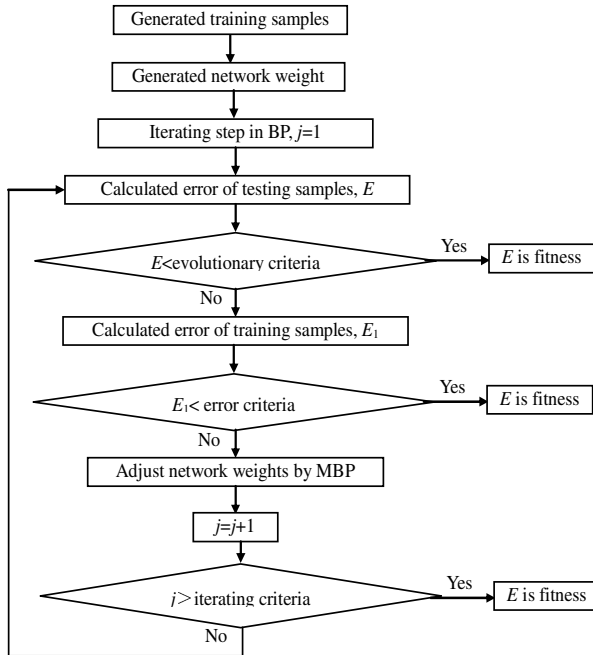 Generated training samples
Generated network weight
Iterating step in BP, j=1
Calculated error of testing samples, E
E<evolutionary criteria
Yes
E is fitness
No
Calculated error of training samples, E₁
E₁< error criteria
Yes
E is fitness
No
Adjust network weights by MBP
j=j+1
j＞iterating criteria
Yes
E is fitness
No